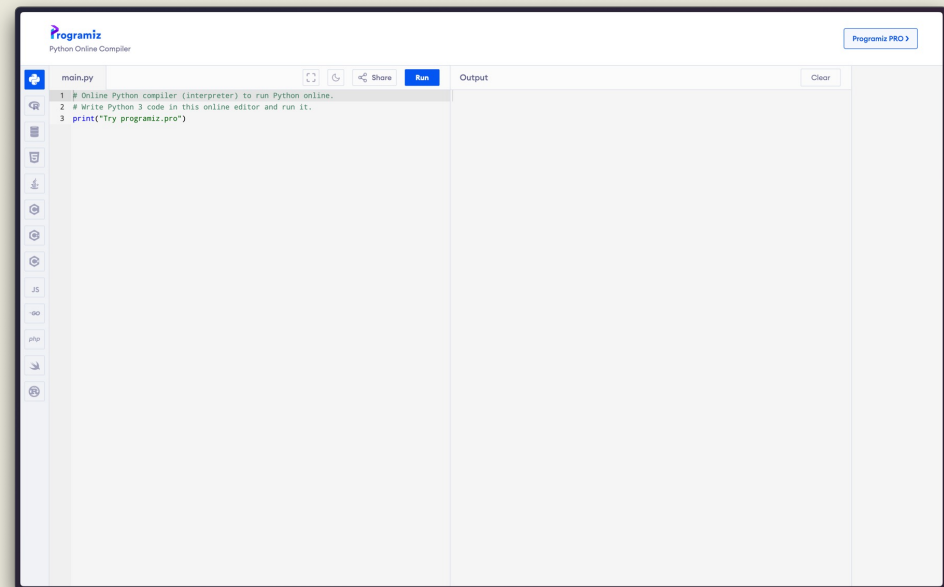 Programiz
Python Online Compiler
Programiz PRO >
main.py
Share
Run
Output
Clear
1 # Online Python compiler (interpreter) to run Python online.
2 # Write Python 3 code in this online editor and run it.
3 print("Try programiz.pro")
R
5
C
C
C
JS
GO
php
R